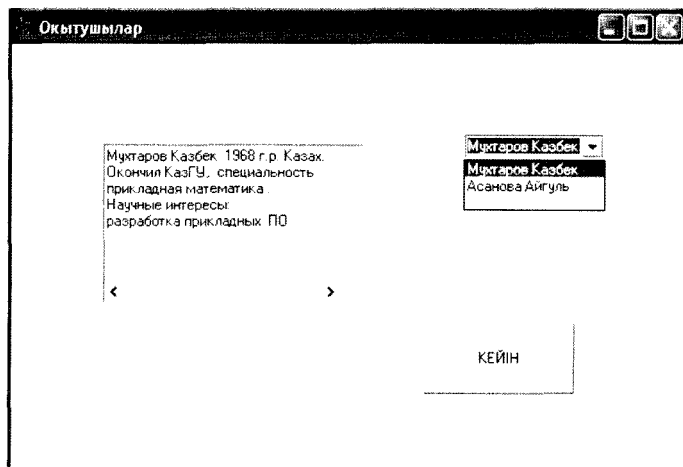 Окытушылар
Мухтаров Казбек 1968 г.р. Казах.
Окончил КазГУ, специальность
прикладная математика.
Научные интересы:
разработка прикладных ПО
Мухтаров Казбек
Мухтаров Казбек
Асанова Айгуль
КЕЙІН